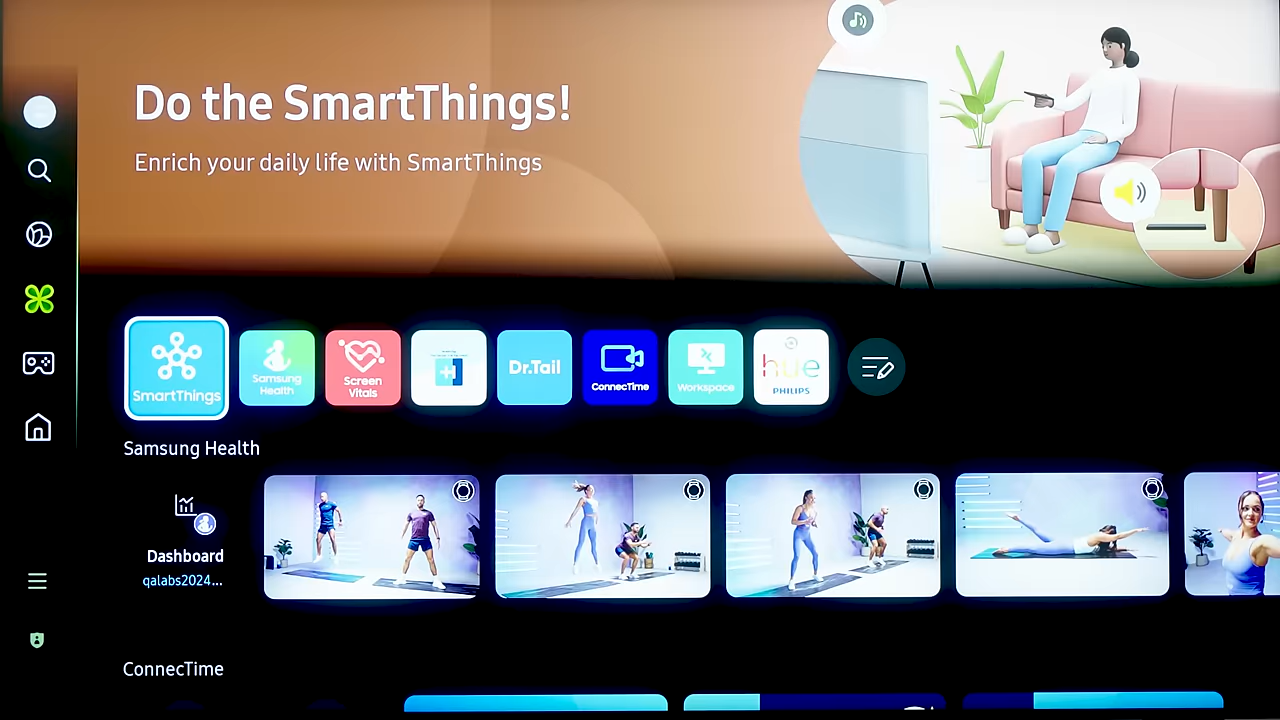 Do the SmartThings!
Enrich your daily life with SmartThings
SmartThings
Samsung
Health
Screen
Vitals
Dr.Tail
ConnecTime
Workspace
hue
PHILIPS
Samsung Health
Dashboard
qalabs2024...
ConnecTime